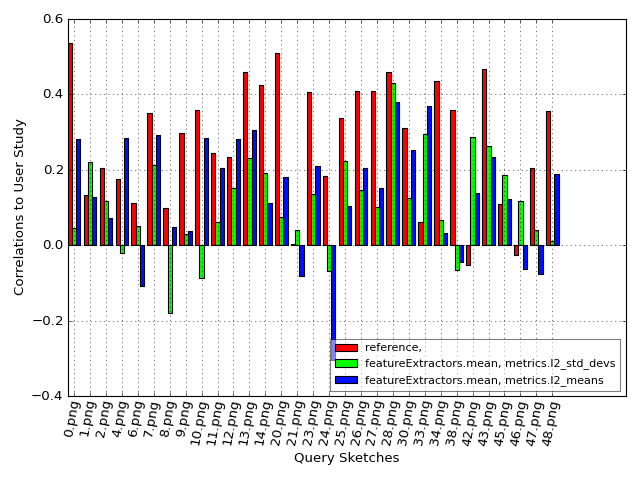 0.6
0.4
0.2
0.0
−0.2
−0.4
Correlations to User Study
reference,
featureExtractors.mean, metrics.l2_std_devs
featureExtractors.mean, metrics.l2_means
0.png
1.png
2.png
4.png
6.png
7.png
8.png
9.png
10.png
11.png
12.png
13.png
14.png
20.png
21.png
23.png
24.png
25.png
26.png
27.png
28.png
30.png
33.png
34.png
38.png
42.png
43.png
45.png
46.png
47.png
48.png
Query Sketches